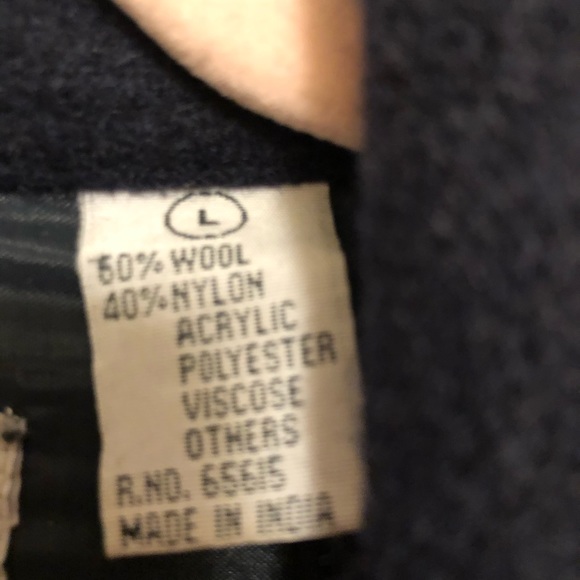 L
60% WOOL
40% NYLON
ACRYLIC
POLYESTER
VISCOSE
OTHERS
R.NO. 65615
MADE IN INDIA